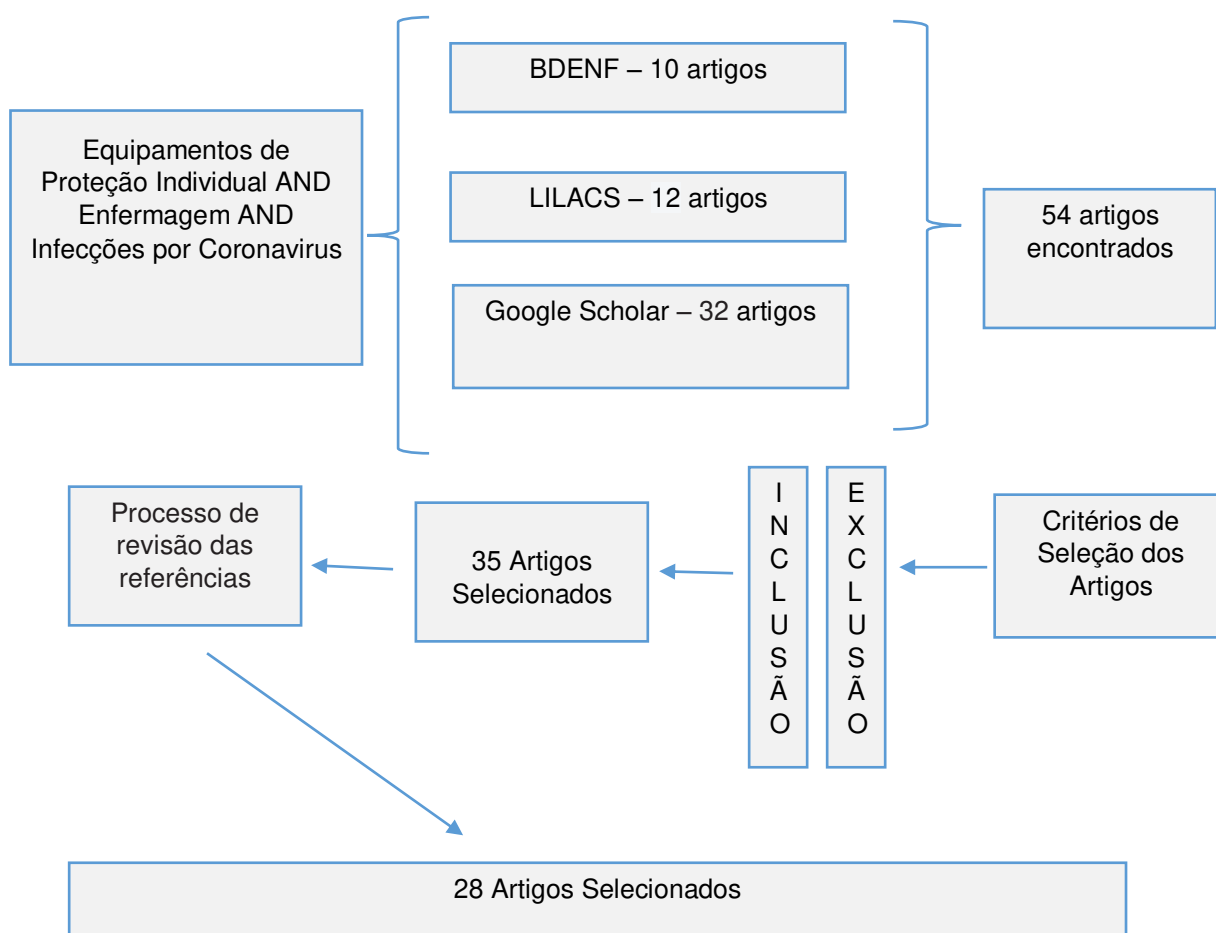 Equipamentos de
Proteção Individual AND
Enfermagem AND
Infecções por Coronavirus
BDENF – 10 artigos
LILACS – 12 artigos
Google Scholar – 32 artigos
54 artigos
encontrados
Critérios de
Seleção dos
Artigos
E
X
C
L
U
S
Ã
O
I
N
C
L
U
S
Ã
O
35 Artigos
Selecionados
Processo de
revisão das
referências
28 Artigos Selecionados